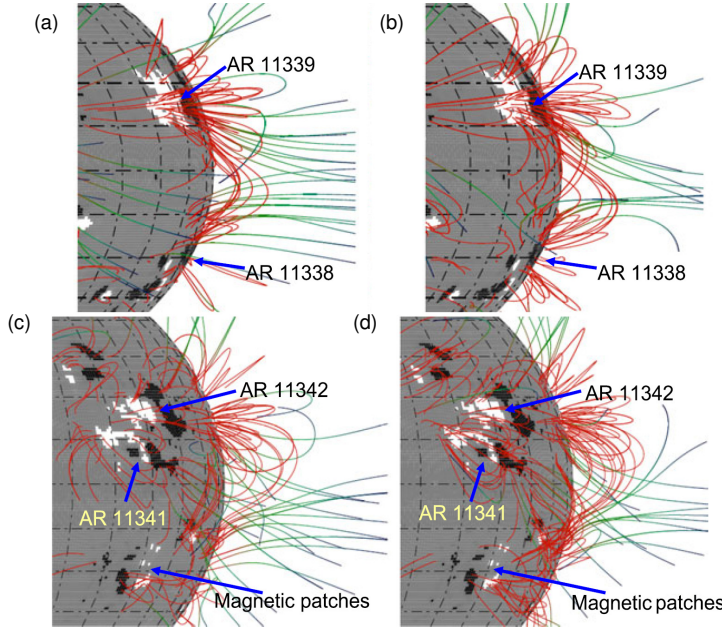 (a)
AR 11339
AR 11338
(b)
AR 11339
AR 11338
(c)
AR 11342
AR 11341
Magnetic patches
(d)
AR 11342
AR 11341
Magnetic patches